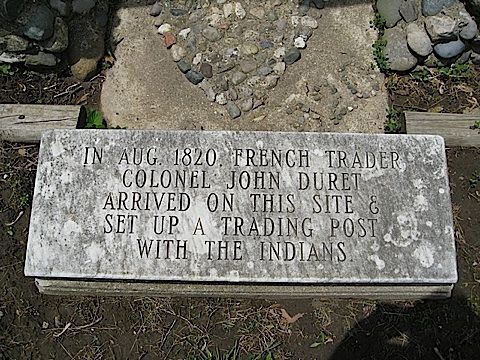 IN AUG. 1820, FRENCH TRADER
COLONEL JOHN DURET
ARRIVED ON THIS SITE &
SET UP A TRADING POST
WITH THE INDIANS.